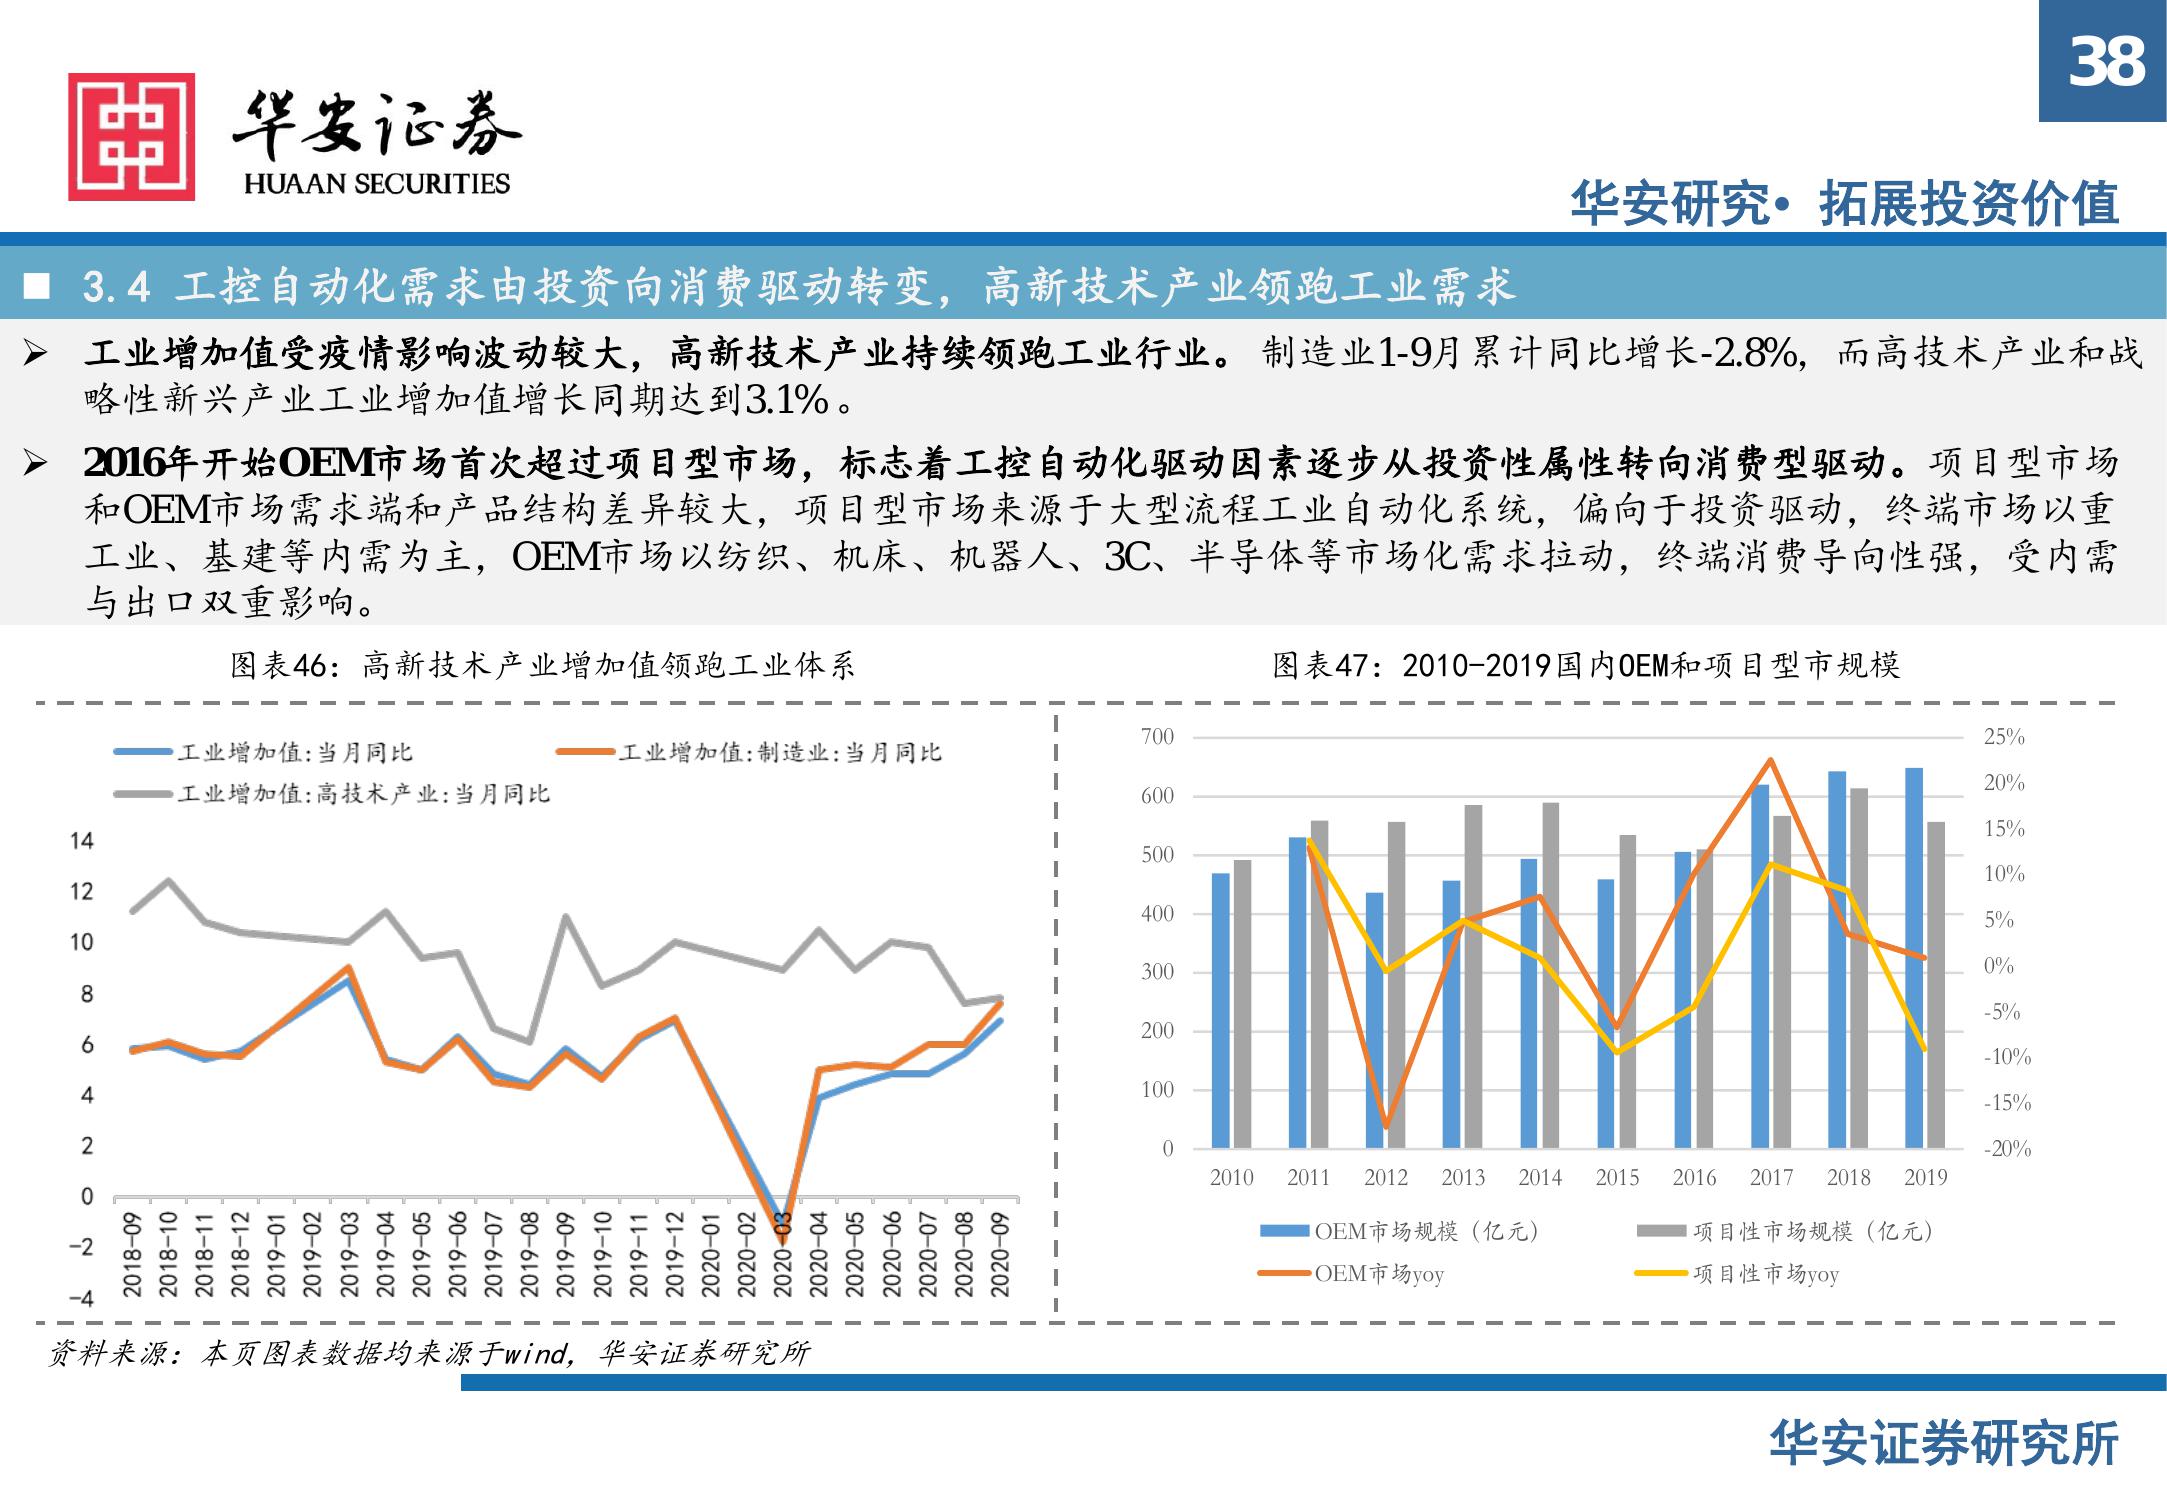 38
华安证券
HUAAN SECURITIES
华安研究• 拓展投资价值
3.4 工控自动化需求由投资向消费驱动转变，高新技术产业领跑工业需求
工业增加值受疫情影响波动较大，高新技术产业持续领跑工业行业。 制造业1-9月累计同比增长-2.8%，而高技术产业和战
略性新兴产业工业增加值增长同期达到3.1%。
2016年开始OEM市场首次超过项目型市场，标志着工控自动化驱动因素逐步从投资性属性转向消费型驱动。项目型市场
和OEM市场需求端和产品结构差异较大，项目型市场来源于大型流程工业自动化系统，偏向于投资驱动，终端市场以重
工业、基建等内需为主，OEM市场以纺织、机床、机器人、3C、半导体等市场化需求拉动，终端消费导向性强，受内需
与出口双重影响。
图表46：高新技术产业增加值领跑工业体系
工业增加值:当月同比
工业增加值:制造业:当月同比
工业增加值:高技术产业:当月同比
14
12
10
8
6
4
2
0
-2
-4
2018-09
2018-10
2018-11
2018-12
2019-01
2019-02
2019-03
2019-04
2019-05
2019-06
2019-07
2019-08
2019-09
2019-10
2019-11
2019-12
2020-01
2020-02
2020-03
2020-04
2020-05
2020-06
2020-07
2020-08
2020-09
图表47：2010-2019国内OEM和项目型市规模
700
600
500
400
300
200
100
0
25%
20%
15%
10%
5%
0%
-5%
-10%
-15%
-20%
2010 2011 2012 2013 2014 2015 2016 2017 2018 2019
OEM市场规模（亿元）
项目性市场规模（亿元）
OEM市场yoy
项目性市场yoy
资料来源：本页图表数据均来源于wind，华安证券研究所
华安证券研究所